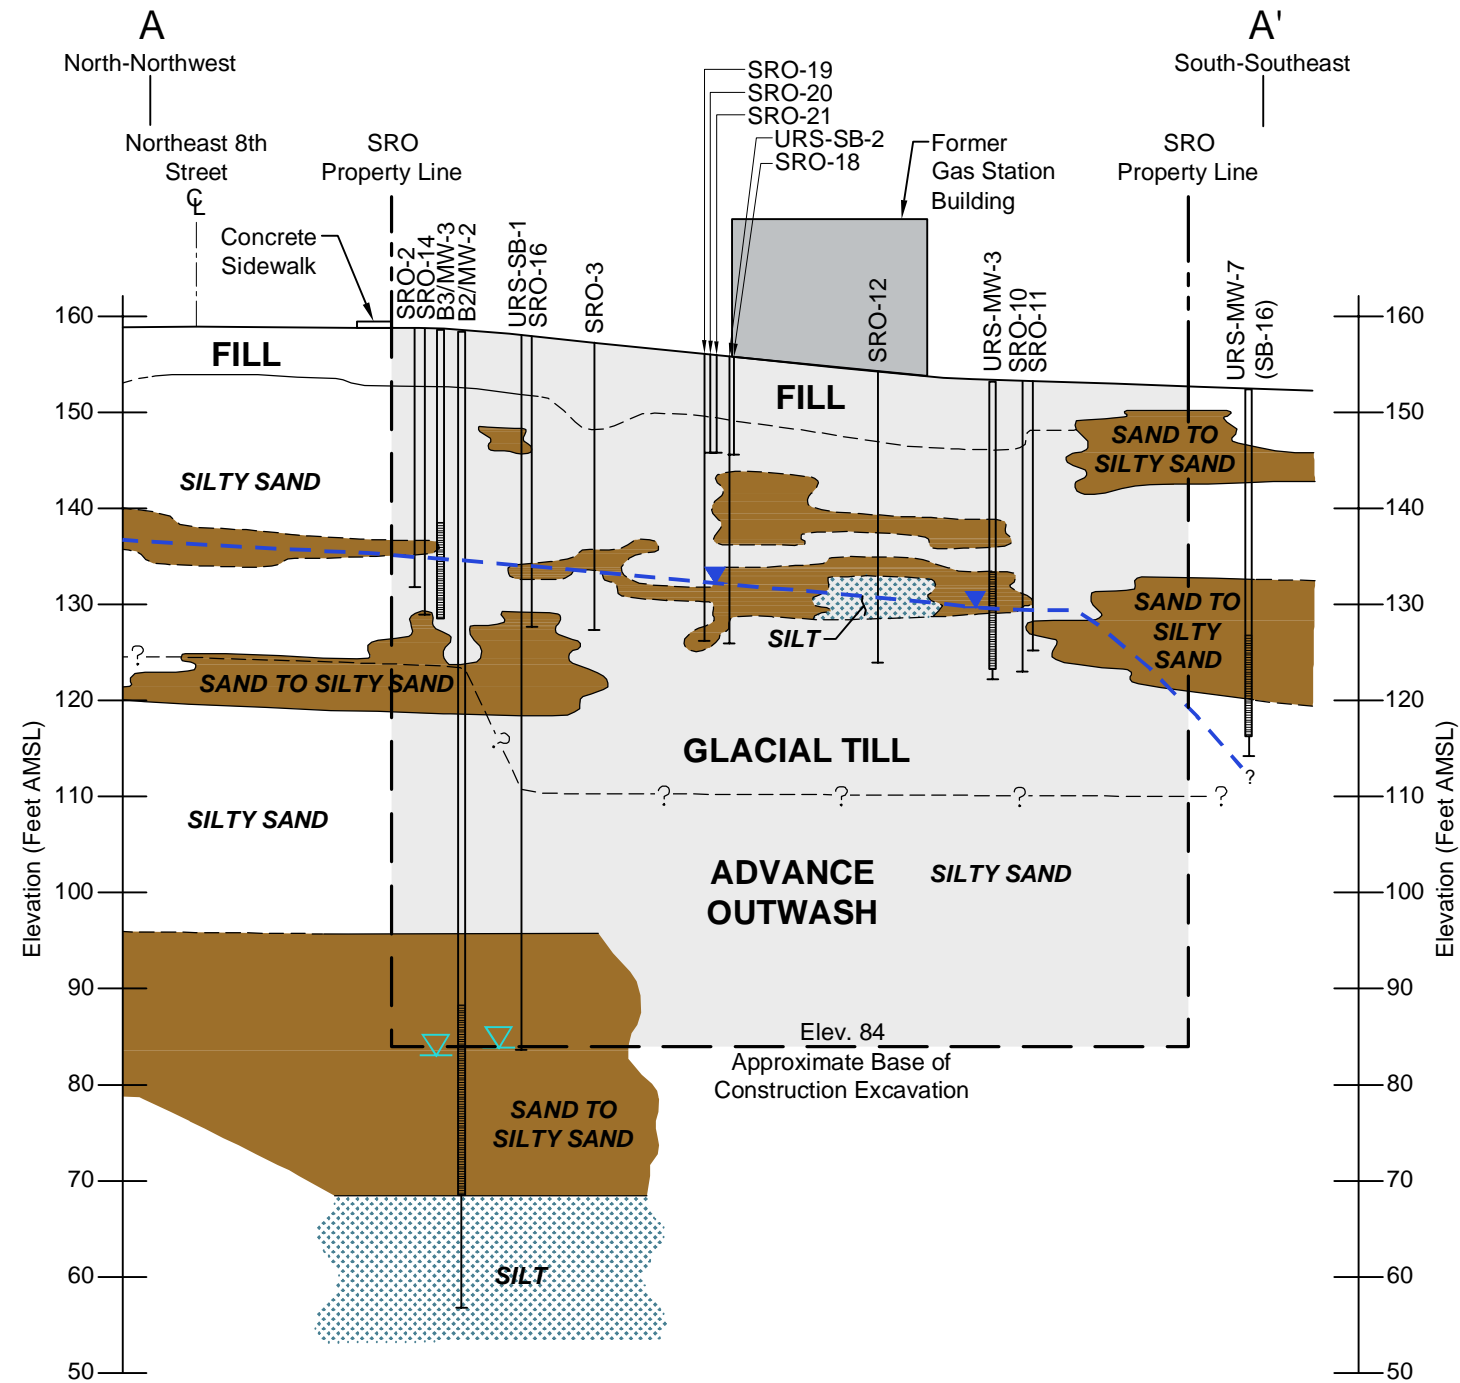 A
North-Northwest
A'
South-Southeast
Northeast 8th
Street
CL
SRO
Property Line
Concrete
Sidewalk
SRO-19
SRO-20
SRO-21
URS-SB-2
SRO-18
Former
Gas Station
Building
SRO
Property Line
SRO-2
SRO-14
B3/MW-3
B2/MW-2
URS-SB-1
SRO-16
SRO-3
SRO-12
URS-MW-3
SRO-10
SRO-11
URS-MW-7
(SB-16)
160
150
140
130
120
110
100
90
80
70
60
50
Elevation (Feet AMSL)
160
150
140
130
120
110
100
90
80
70
60
50
Elevation (Feet AMSL)
FILL
FILL
SAND TO
SILTY SAND
SILTY SAND
SAND TO
SILTY
SAND
SILT
?
SAND TO SILTY SAND
?
GLACIAL TILL
?
?
?
?
?
SILTY SAND
ADVANCE
OUTWASH
SILTY SAND
Elev. 84
Approximate Base of
Construction Excavation
SAND TO
SILTY SAND
SILT